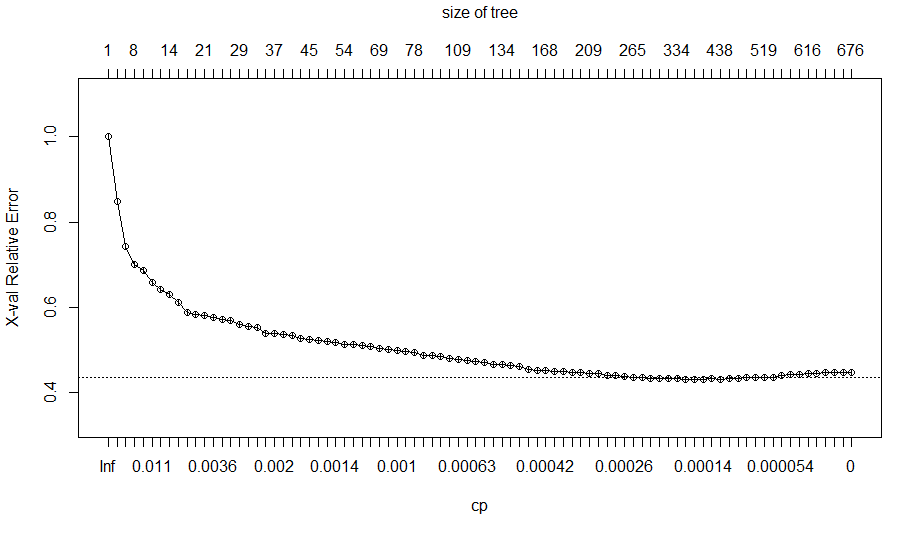 size of tree
1 8 14 21 29 37 45 54 69 78 109 134 168 209 265 334 438 519 616 676
X-val Relative Error
1.0
0.8
0.6
0.4
Inf 0.011 0.0036 0.002 0.0014 0.001 0.00063 0.00042 0.00026 0.00014 0.000054 0
cp